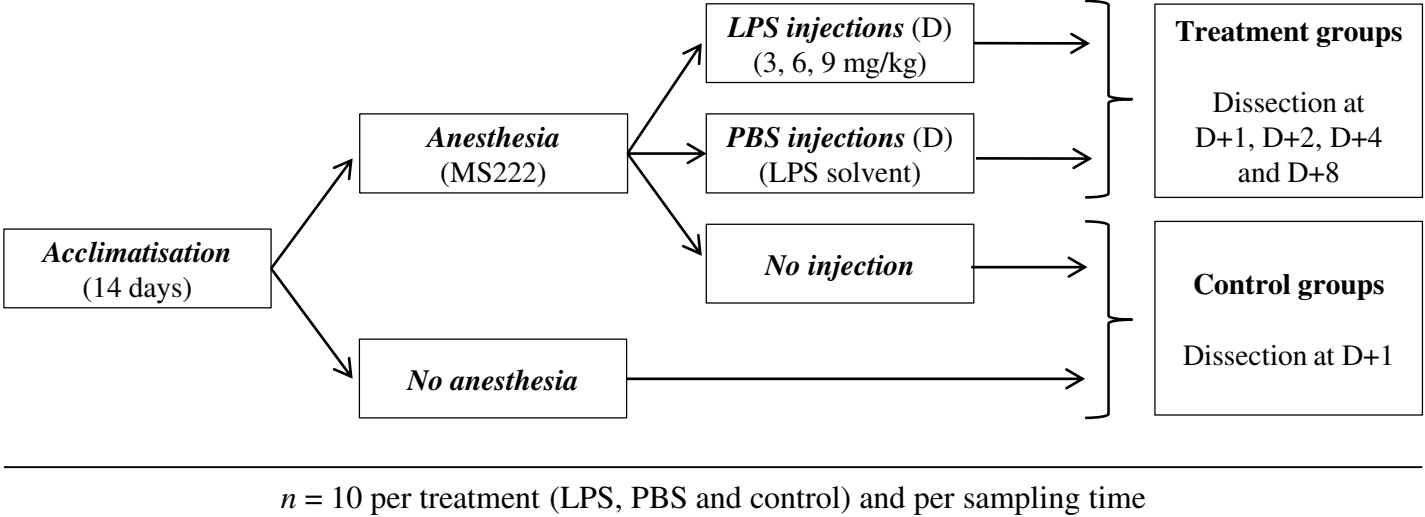 Acclimatisation
(14 days)
Anesthesia
(MS222)
No anesthesia
LPS injections (D)
(3, 6, 9 mg/kg)
PBS injections (D)
(LPS solvent)
No injection
Treatment groups
Dissection at
D+1, D+2, D+4
and D+8
Control groups
Dissection at D+1
n = 10 per treatment (LPS, PBS and control) and per sampling time